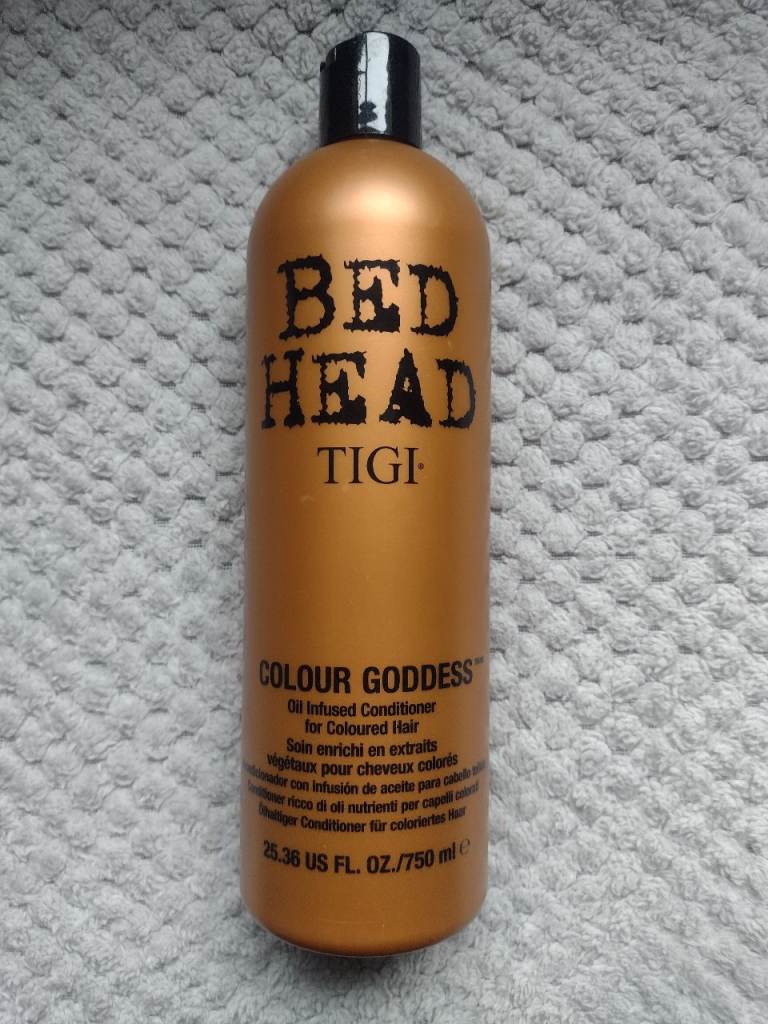 BED
HEAD
TIGI®
COLOUR GODDESS
Oil Infused Conditioner
for Coloured Hair
Soin enrichi en extraits
végétaux pour cheveux colorés
con infusión de aceite para cabello
Conditioner ricco di oli nutrienti per capelli colorati
Ölhaltiger Conditioner für coloriertes Haar
25.36 US FL. OZ./750 ml ℮